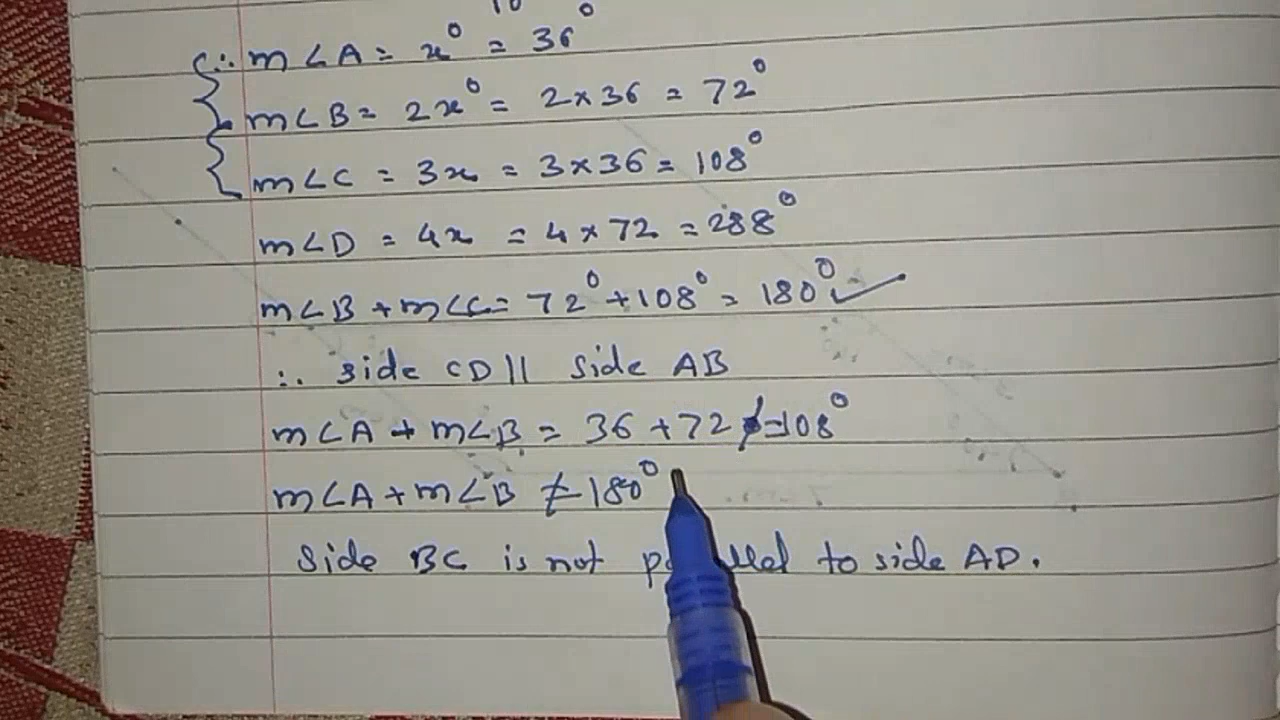 10
∴ m∠A = x° = 36°
m∠B = 2x° = 2×36 = 72°
m∠C = 3x = 3×36 = 108°
m∠D = 4x = 4×72 = 288°
m∠B + m∠C = 72° + 108° = 180° ✓
∴ side CD || side AB
m∠A + m∠B = 36 + 72 = 108°
m∠A + m∠B ≠ 180°
Side BC is not to side AD.